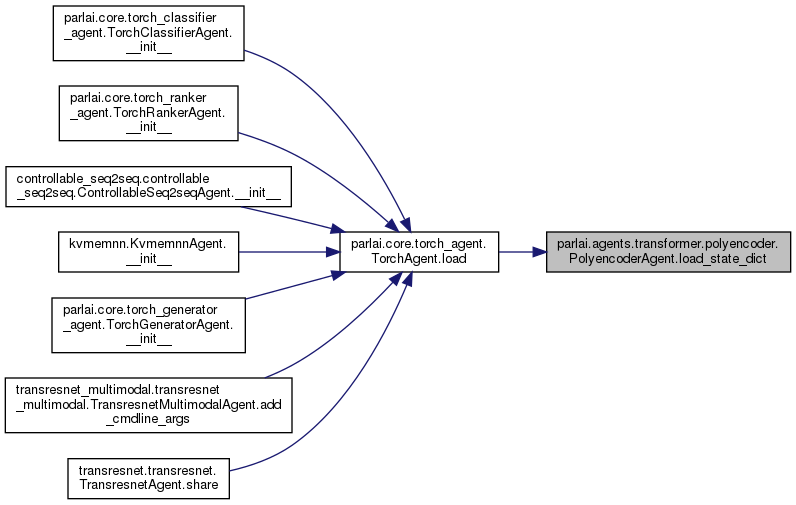 parlai.core.torch_classifier
_agent.TorchClassifierAgent.
__init__
parlai.core.torch_ranker
_agent.TorchRankerAgent.
__init__
controllable_seq2seq.controllable
_seq2seq.ControllableSeq2seqAgent.__init__
kvmemnn.KvmemnnAgent.
__init__
parlai.core.torch_generator
_agent.TorchGeneratorAgent.
__init__
transresnet_multimodal.transresnet
_multimodal.TransresnetMultimodalAgent.add
_cmdline_args
transresnet.transresnet.
TransresnetAgent.share
parlai.core.torch_agent.
TorchAgent.load
parlai.agents.transformer.polyencoder.
PolyencoderAgent.load_state_dict